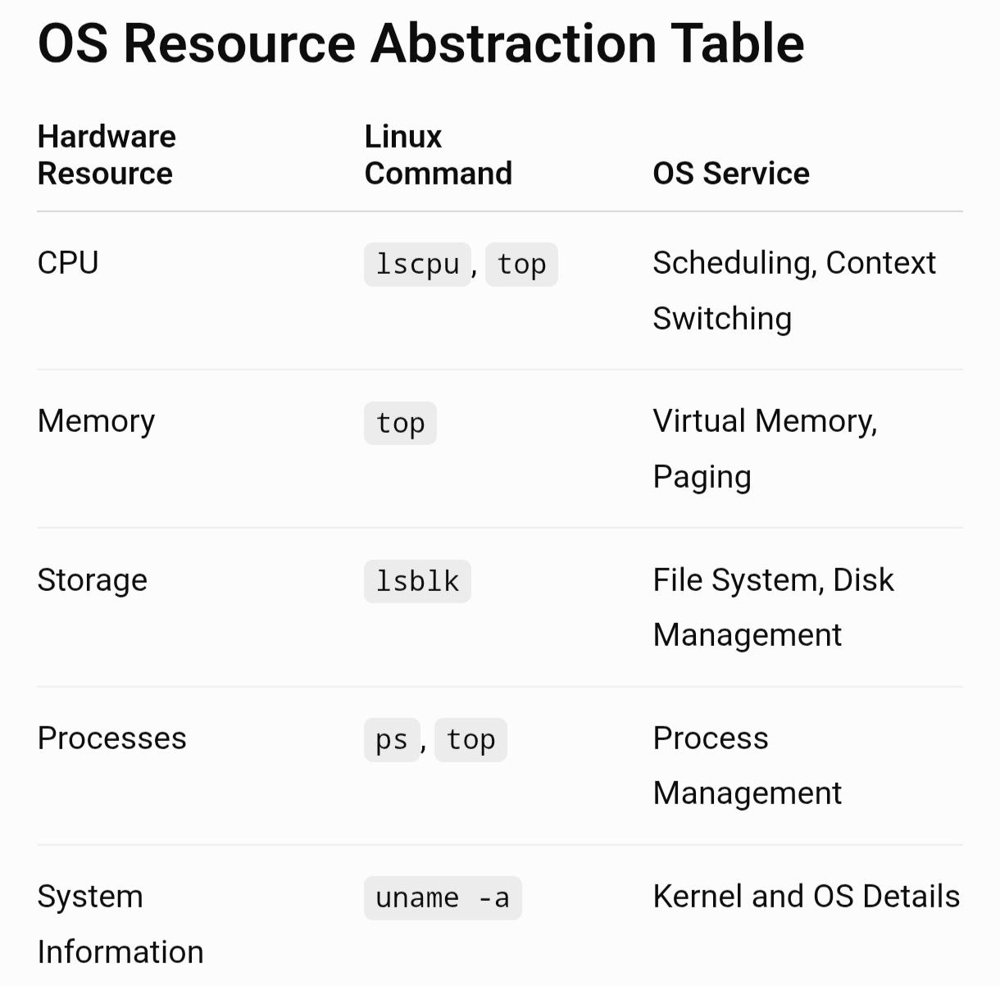 OS Resource Abstraction Table
Hardware Resource | Linux Command | OS Service
CPU | lscpu, top | Scheduling, Context Switching
Memory | top | Virtual Memory, Paging
Storage | lsblk | File System, Disk Management
Processes | ps, top | Process Management
System Information | uname -a | Kernel and OS Details